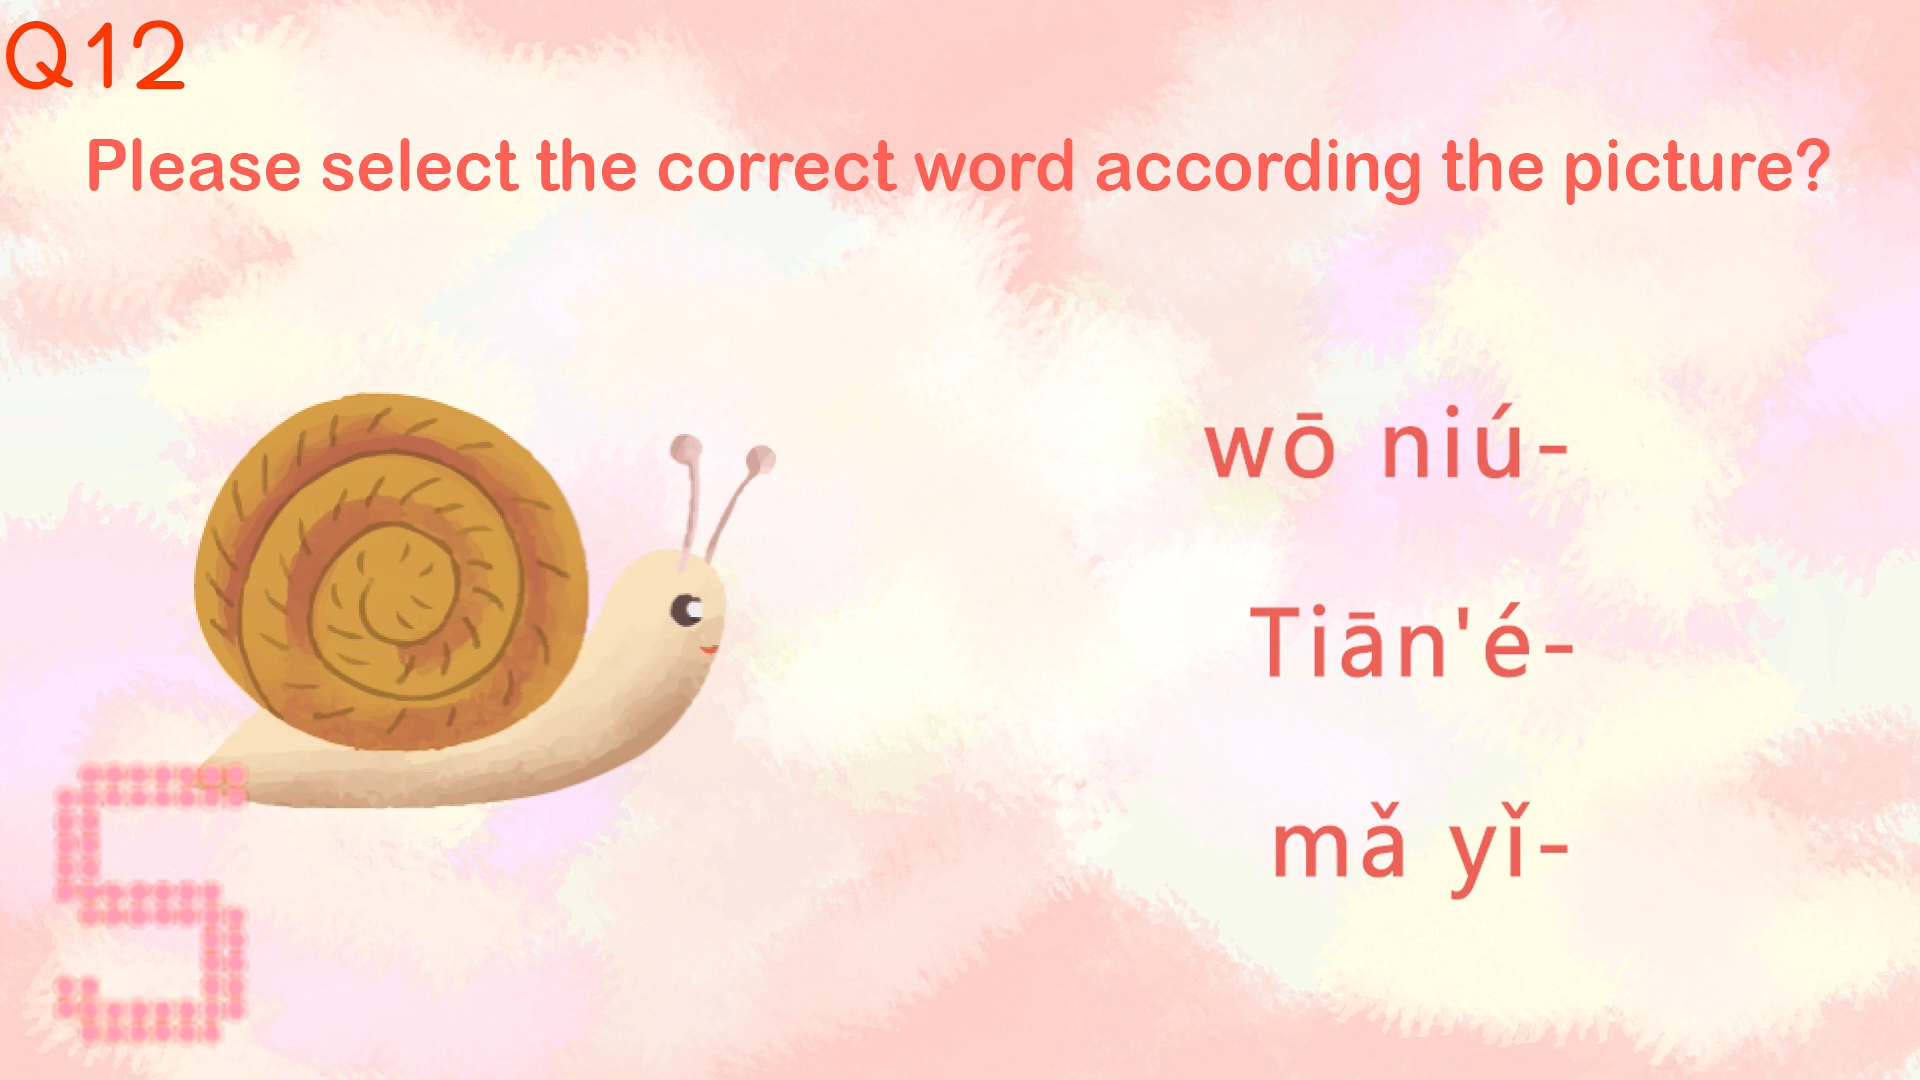 Q12
Please select the correct word according the picture?
wō niú-
Tiān'é-
mǎ yǐ-
5